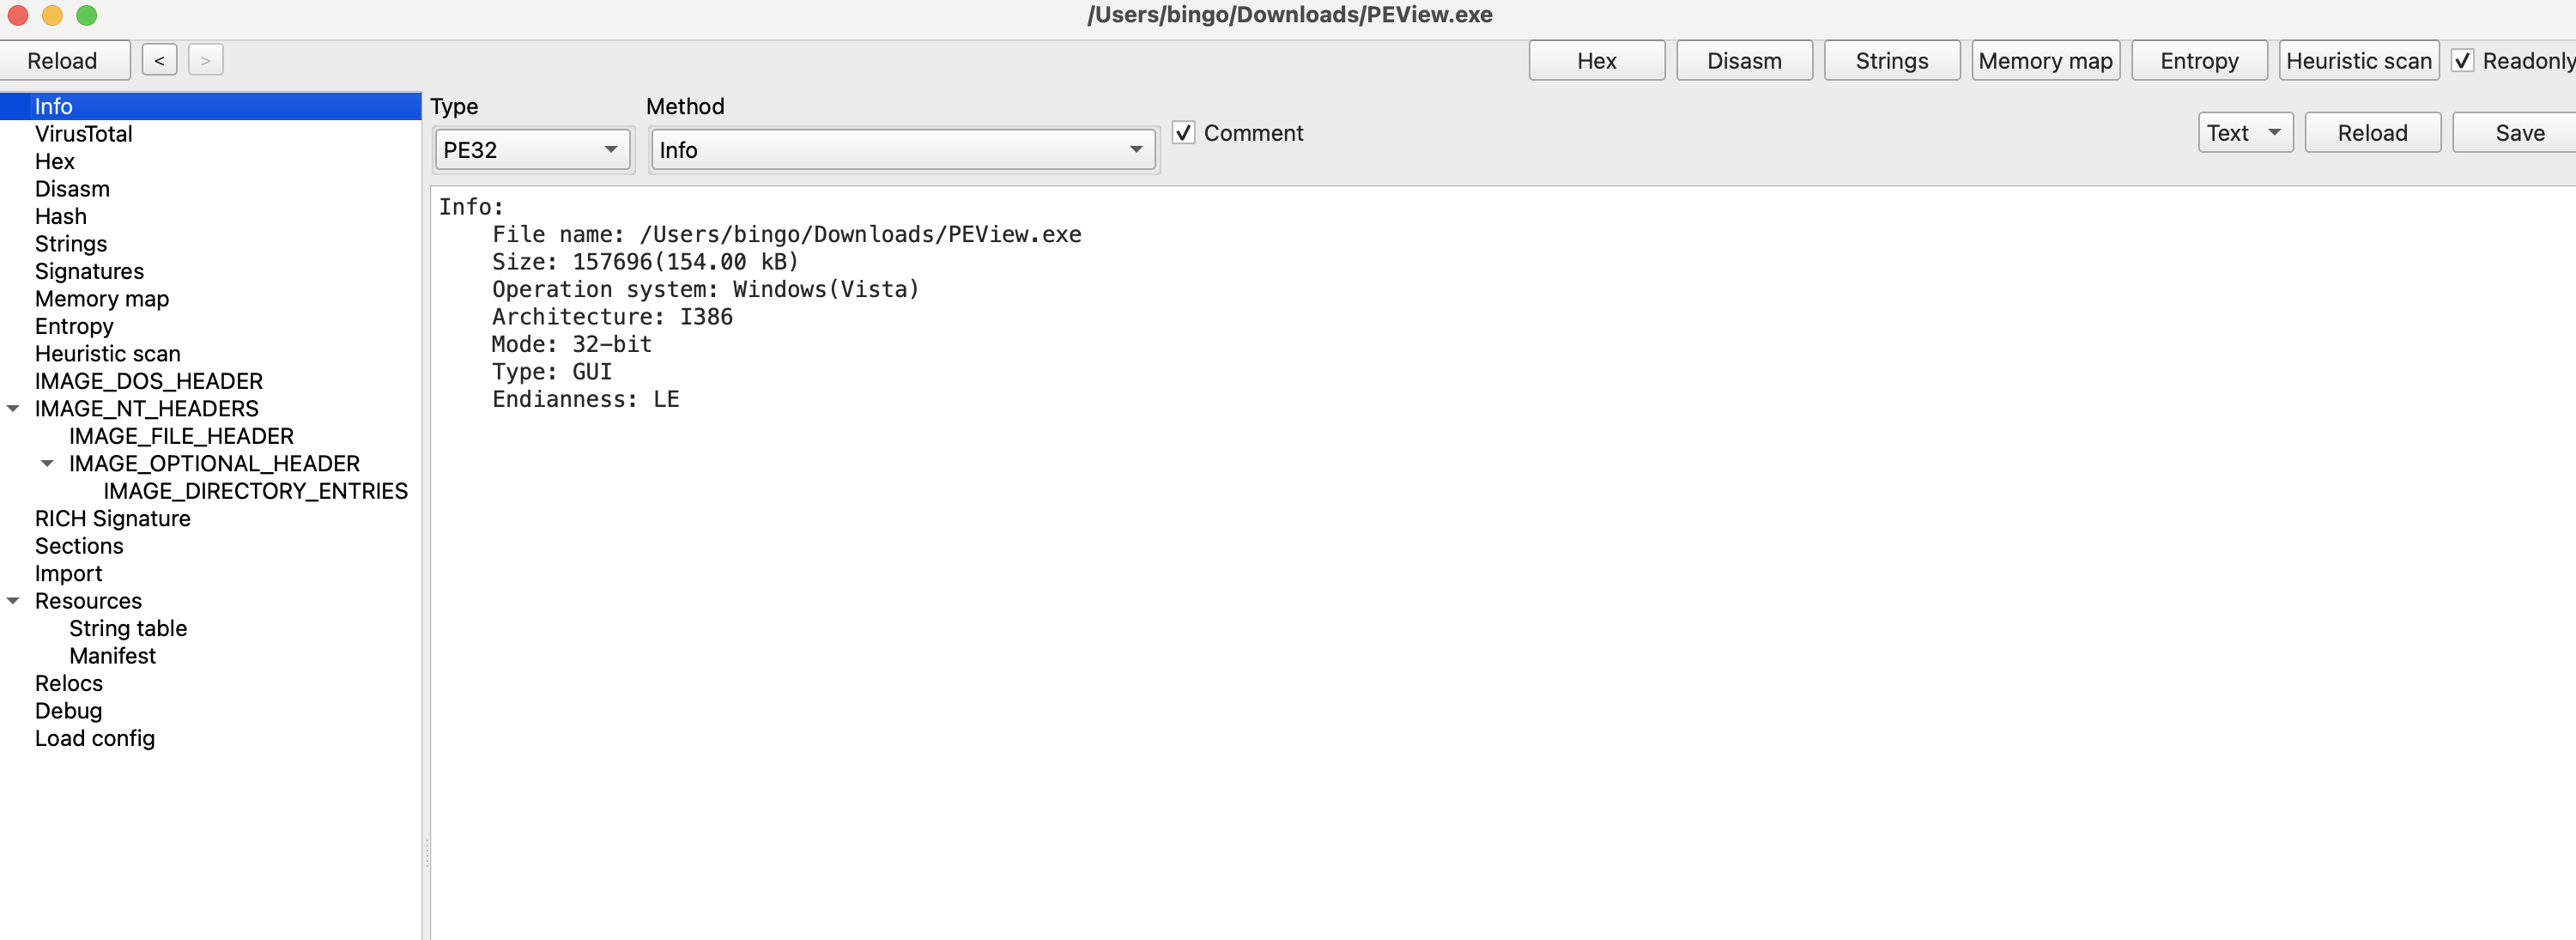 /Users/bingo/Downloads/PEView.exe
Reload < > Hex Disasm Strings Memory map Entropy Heuristic scan Readonly
Info
VirusTotal
Hex
Disasm
Hash
Strings
Signatures
Memory map
Entropy
Heuristic scan
IMAGE_DOS_HEADER
IMAGE_NT_HEADERS
IMAGE_FILE_HEADER
IMAGE_OPTIONAL_HEADER
IMAGE_DIRECTORY_ENTRIES
RICH Signature
Sections
Import
Resources
String table
Manifest
Relocs
Debug
Load config
Type Method
PE32 Info Comment Text Reload Save
Info:
File name: /Users/bingo/Downloads/PEView.exe
Size: 157696(154.00 kB)
Operation system: Windows(Vista)
Architecture: I386
Mode: 32-bit
Type: GUI
Endianness: LE